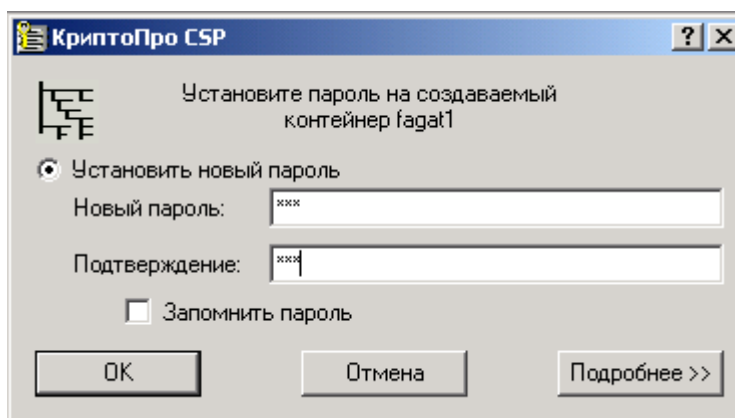 КриптоПро CSP
Установите пароль на создаваемый
контейнер fagat1
Установить новый пароль
Новый пароль: ***
Подтверждение: ***
Запомнить пароль
OK Отмена Подробнее >>